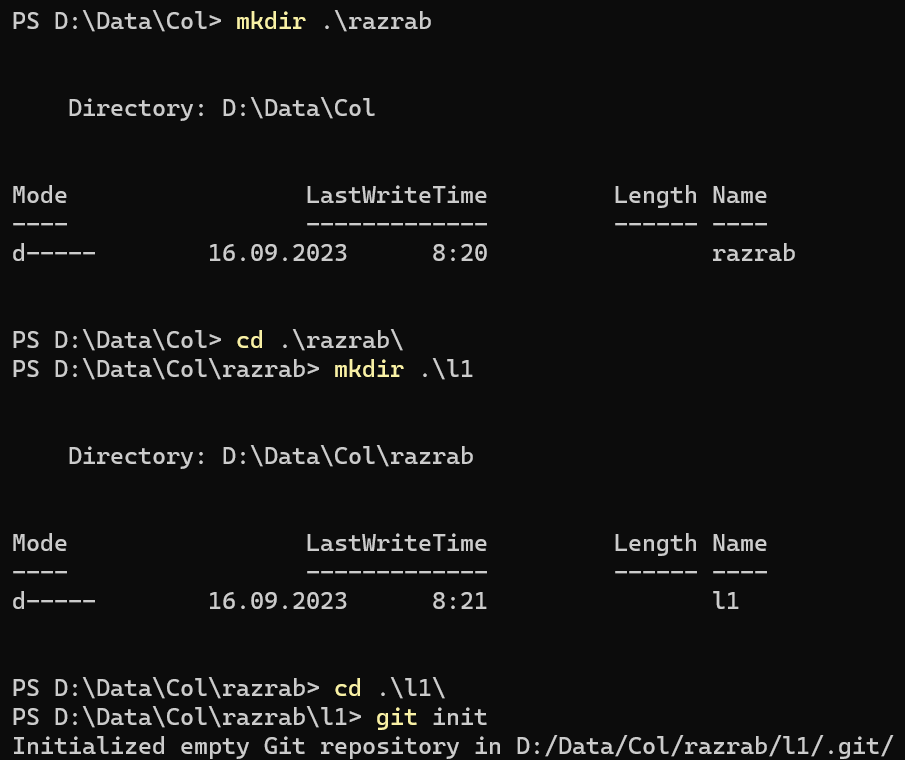 PS D:\Data\Col> mkdir .\razrab
Directory: D:\Data\Col
Mode LastWriteTime Length Name
---- ------------- ------ ----
d----- 16.09.2023 8:20 razrab
PS D:\Data\Col> cd .\razrab\
PS D:\Data\Col\razrab> mkdir .\l1
Directory: D:\Data\Col\razrab
Mode LastWriteTime Length Name
---- ------------- ------ ----
d----- 16.09.2023 8:21 l1
PS D:\Data\Col\razrab> cd .\l1\
PS D:\Data\Col\razrab\l1> git init
Initialized empty Git repository in D:/Data/Col/razrab/l1/.git/